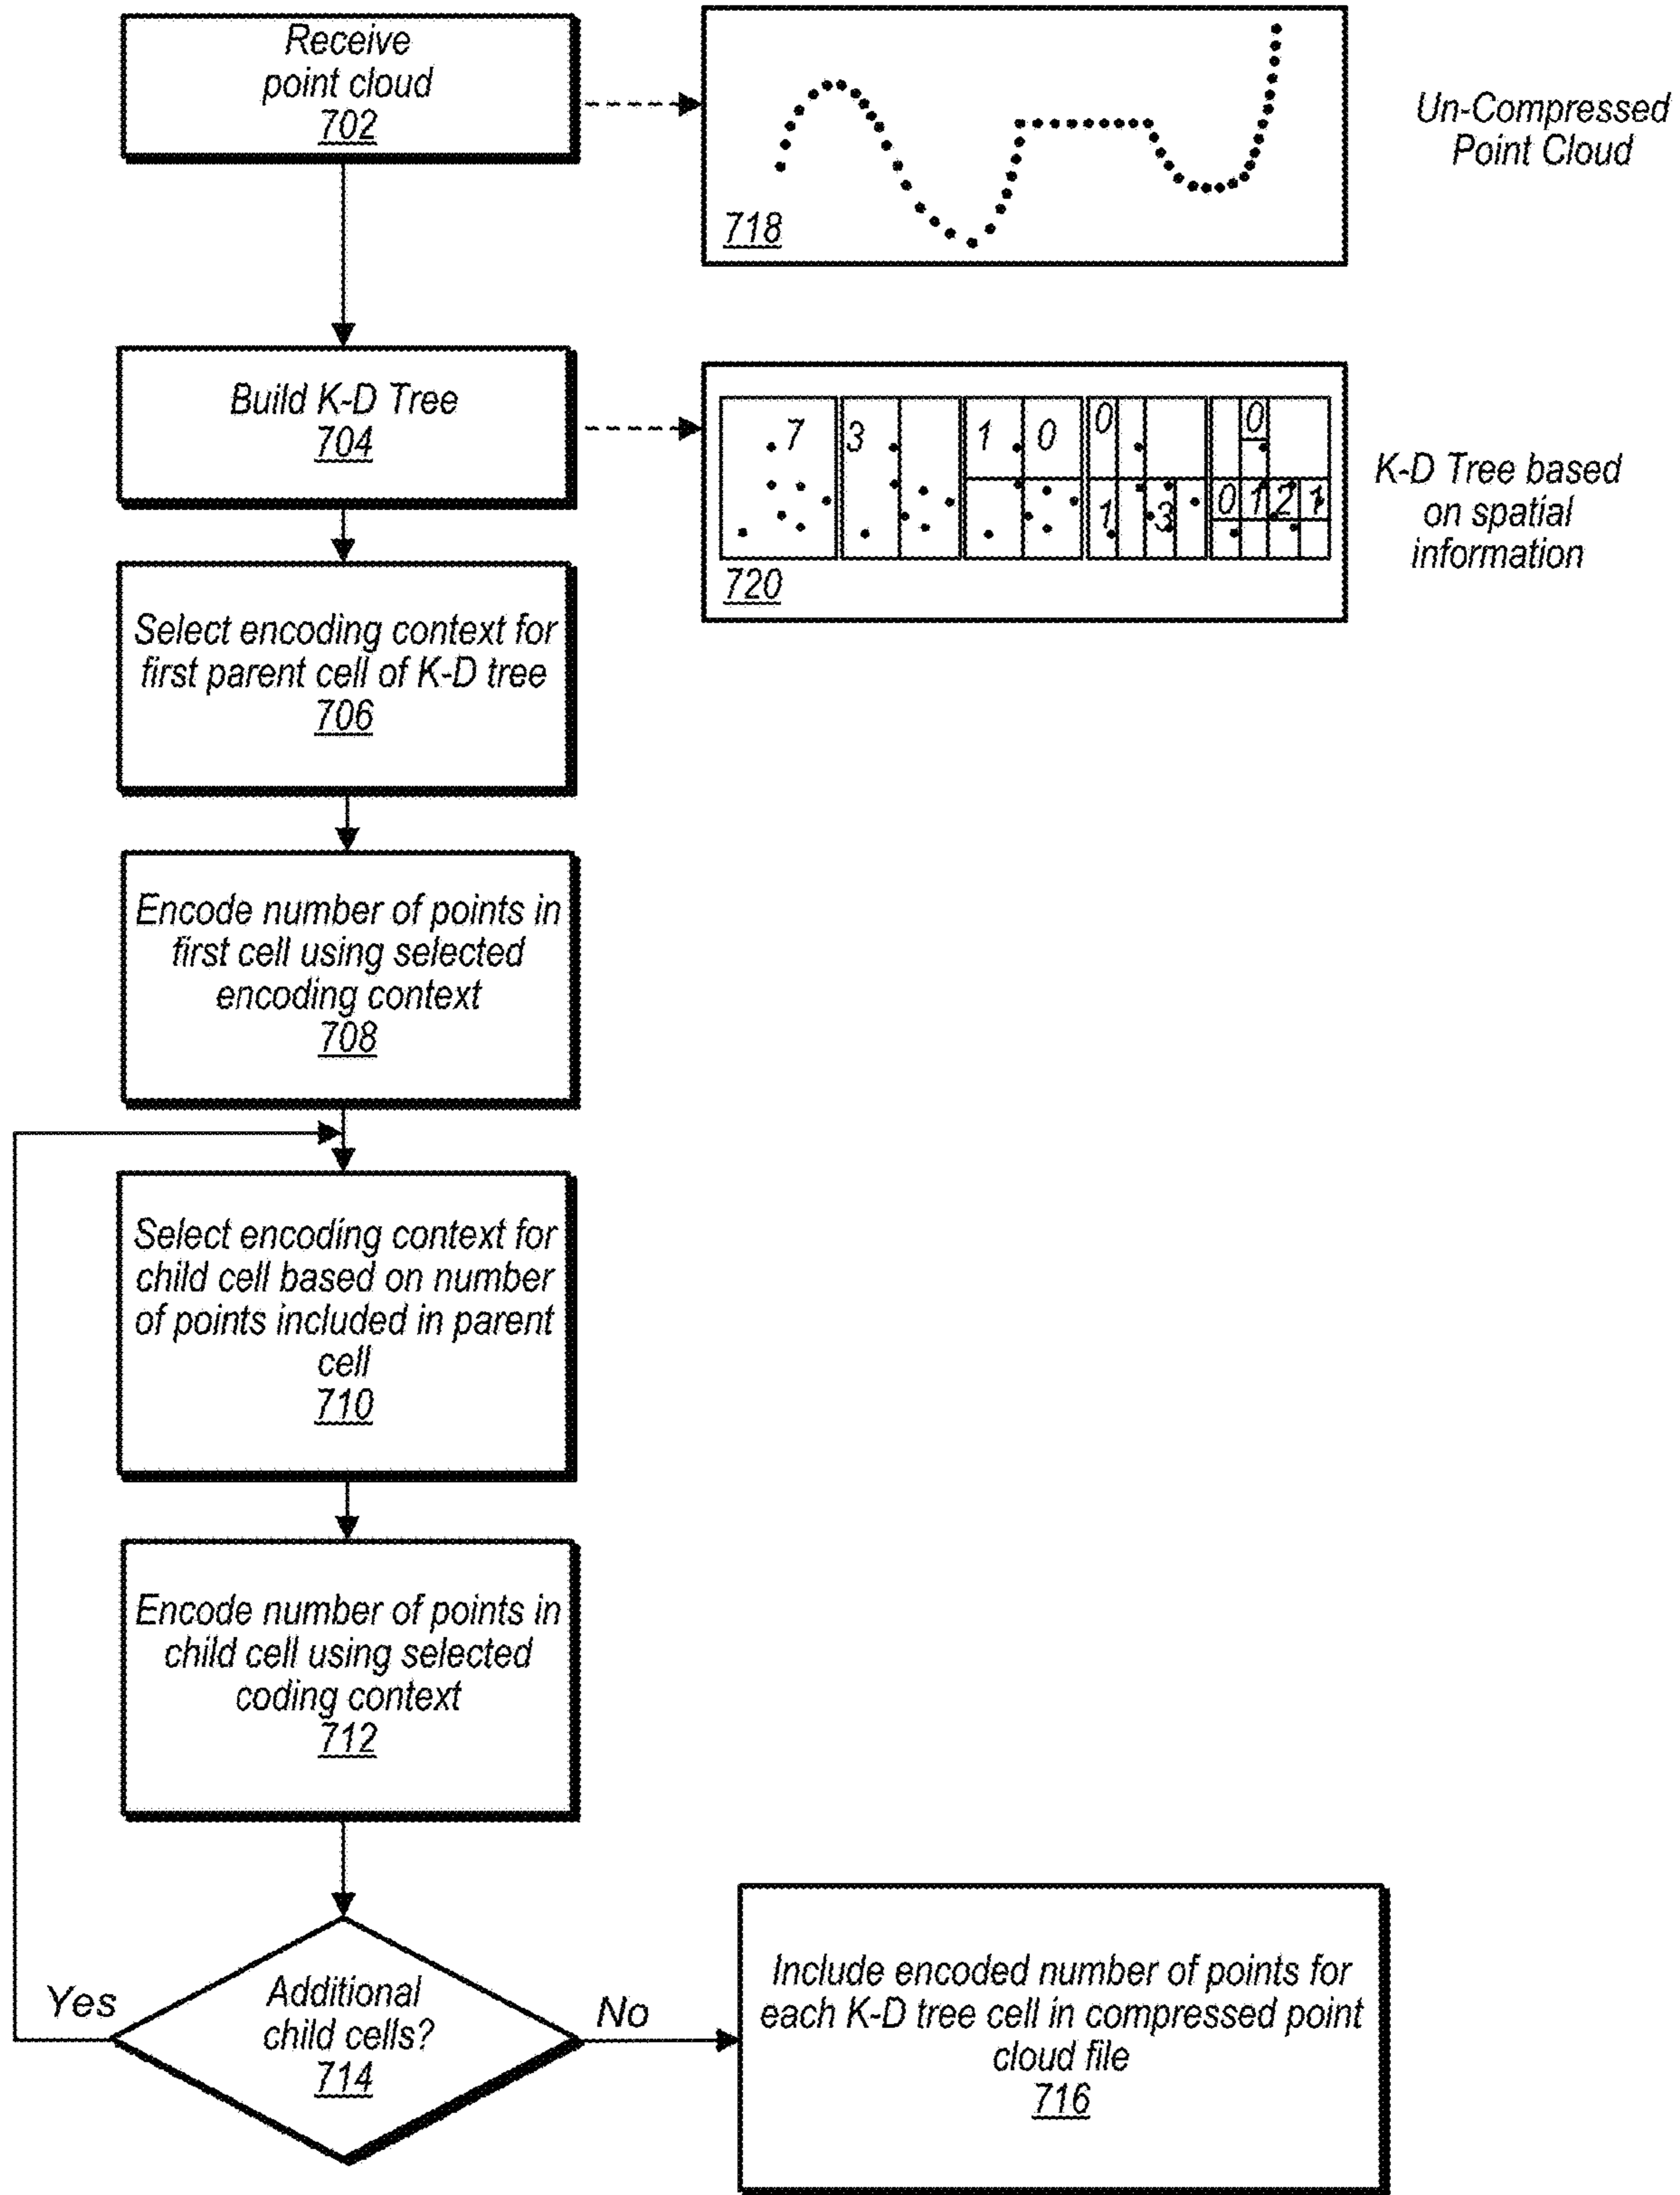 Receive
point cloud
702
718
Un-Compressed
Point Cloud
Build K-D Tree
704
7 3 1 0 0 0
1 3 0 1 2 1
720
K-D Tree based
on spatial
information
Select encoding context for
first parent cell of K-D tree
706
Encode number of points in
first cell using selected
encoding context
708
Select encoding context for
child cell based on number
of points included in parent
cell
710
Encode number of points in
child cell using selected
coding context
712
Additional
child cells?
714
Yes
No
Include encoded number of points for
each K-D tree cell in compressed point
cloud file
716